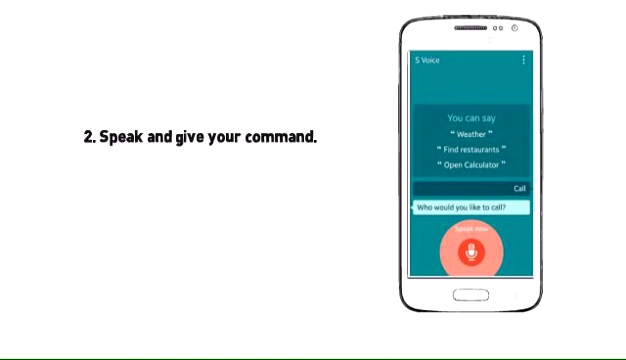 2. Speak and give your command.
S Voice
You can say
“ Weather ”
“ Find restaurants ”
“ Open Calculator ”
Call
Who would you like to call?
Speak now